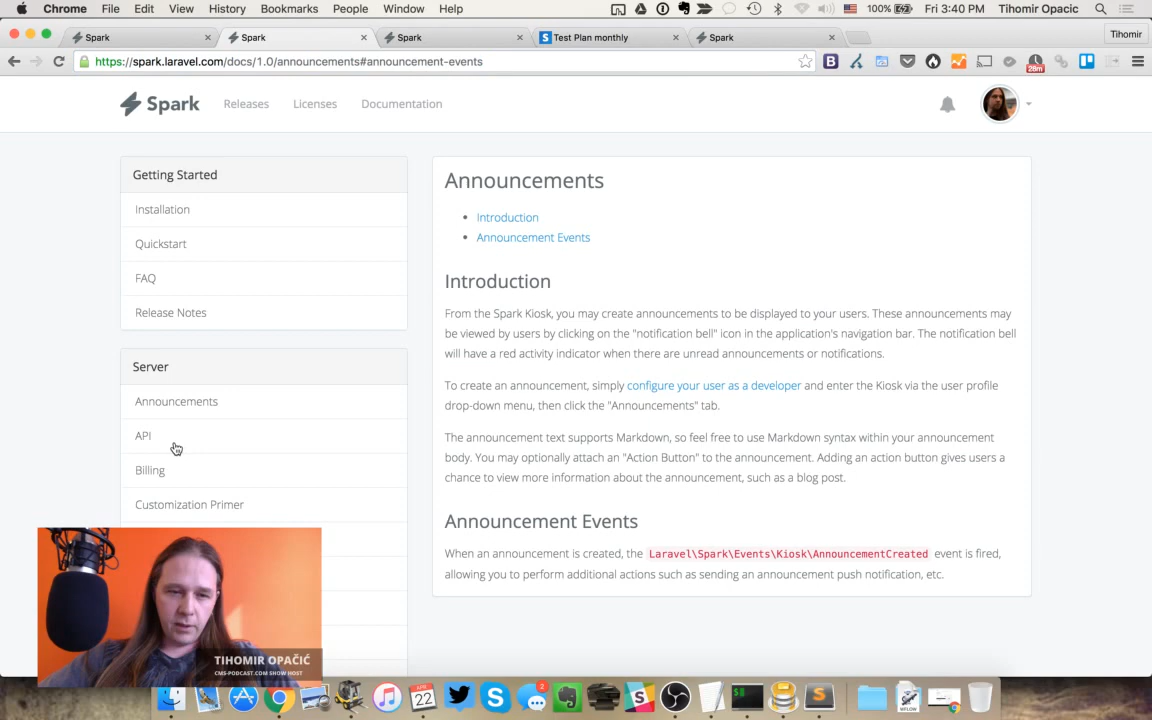 Chrome File Edit View History Bookmarks People Window Help 100% Fri 3:40 PM Tihomir Opacic
Spark Spark Spark Test Plan monthly Spark Tihomir
https://spark.laravel.com/docs/1.0/announcements#announcement-events 28m
Spark Releases Licenses Documentation
Getting Started
Installation
Quickstart
FAQ
Release Notes
Server
Announcements
API
Billing
Customization Primer
Announcements
Introduction
Announcement Events
Introduction
From the Spark Kiosk, you may create announcements to be displayed to your users. These announcements may
be viewed by users by clicking on the "notification bell" icon in the application's navigation bar. The notification bell
will have a red activity indicator when there are unread announcements or notifications.
To create an announcement, simply configure your user as a developer and enter the Kiosk via the user profile
drop-down menu, then click the "Announcements" tab.
The announcement text supports Markdown, so feel free to use Markdown syntax within your announcement
body. You may optionally attach an "Action Button" to the announcement. Adding an action button gives users a
chance to view more information about the announcement, such as a blog post.
Announcement Events
When an announcement is created, the Laravel\Spark\Events\Kiosk\AnnouncementCreated event is fired,
allowing you to perform additional actions such as sending an announcement push notification, etc.
TIHOMIR OPAČIĆ
CMS-PODCAST.COM SHOW HOST
22
2